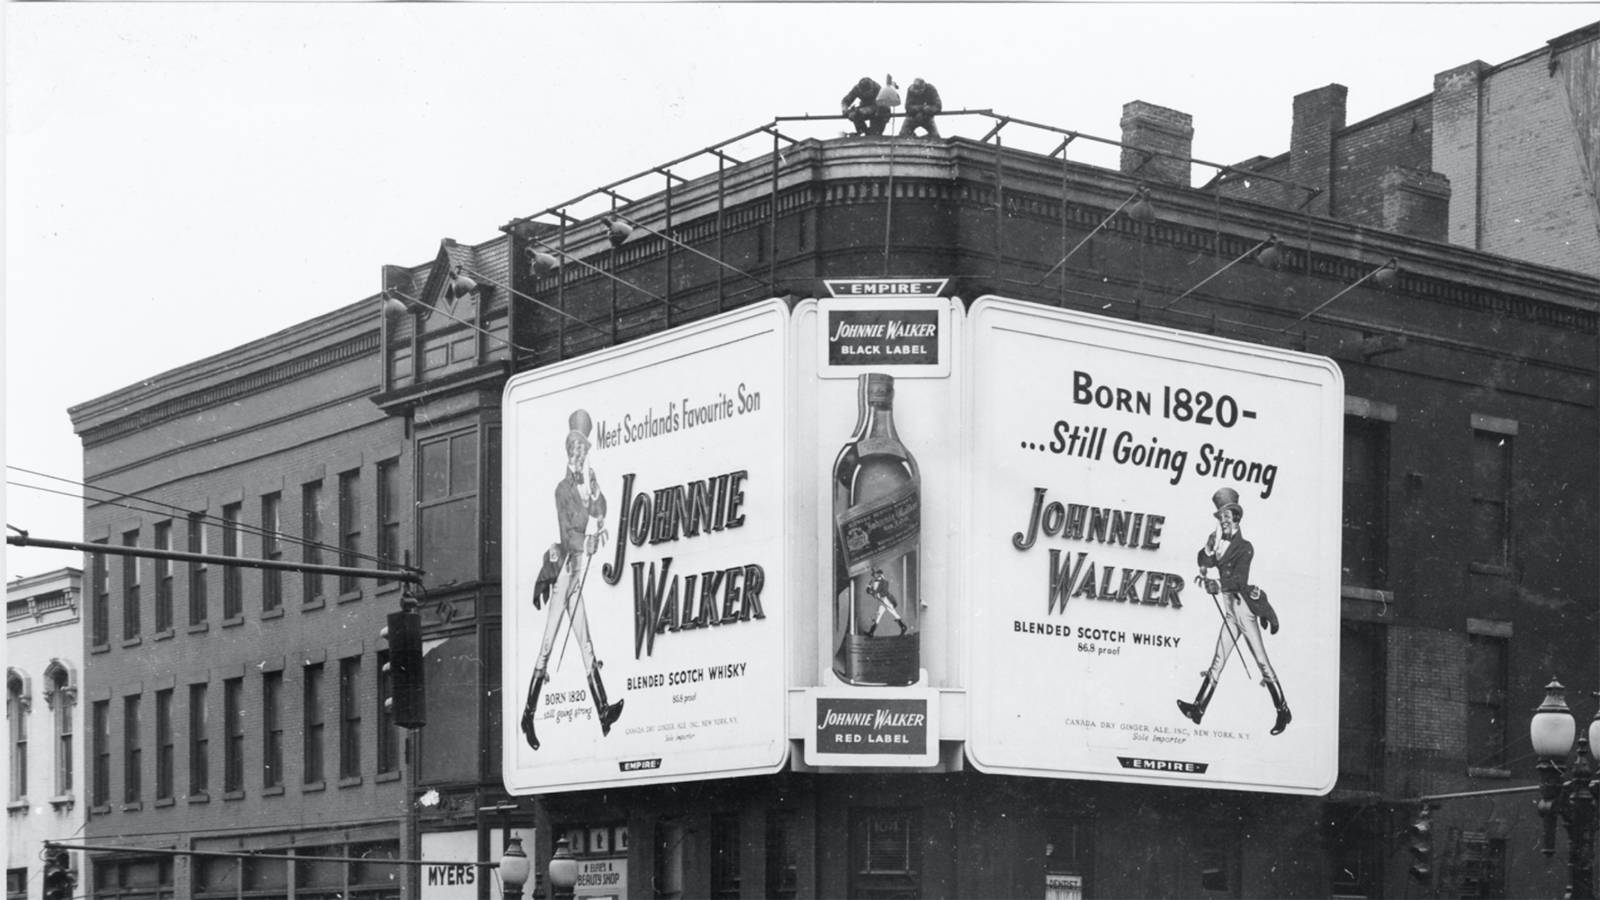 EMPIRE
JOHNNIE WALKER
BLACK LABEL
Meet Scotland's Favourite Son
JOHNNIE
WALKER
BLENDED SCOTCH WHISKY
86.8 proof
BORN 1820
...still going strong
CANADA DRY GINGER ALE, INC., NEW YORK, N.Y.
Sole Importer
EMPIRE
Johnnie Walker
JOHNNIE WALKER
RED LABEL
BORN 1820-
...Still Going Strong
JOHNNIE
WALKER
BLENDED SCOTCH WHISKY
86.8 proof
CANADA DRY GINGER ALE, INC., NEW YORK, N.Y.
Sole Importer
EMPIRE
MYERS
BEAUTY SHOP
DENTIST